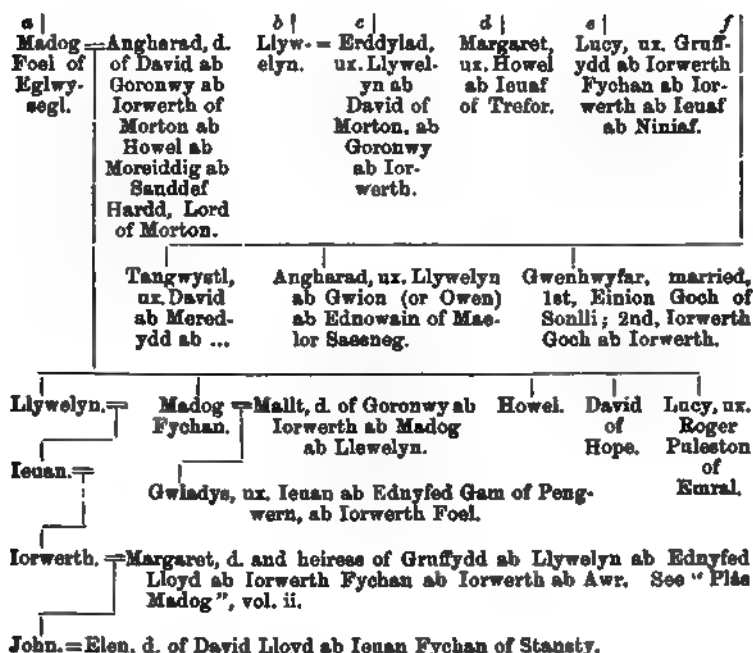 a
Madog
Foel of
Eglwy-
segl.
=
Angharad, d.
of David ab
Goronwy ab
Iorwerth of
Morton ab
Howel ab
Moreiddig ab
Sanddef
Hardd, Lord
of Morton.
b
Llyw-
elyn.
=
c
Erddylad,
ux. Llywel-
yn ab
David of
Morton, ab
Goronwy
ab Ior-
werth.
d
Margaret,
ux. Howel
ab Ieuaf
of Trefor.
e
Lucy, ux. Gruff-
ydd ab Iorwerth
Fychan ab Ior-
werth ab Ieuaf
ab Niniaf.
f
Tangwystl,
ux. David
ab Mered-
ydd ab ...
Angharad, ux. Llywelyn
ab Gwion (or Owen)
ab Ednowain of Mae-
lor Saesneg.
Gwenhwyfar, married,
1st, Einion Goch of
Sonlli; 2nd, Iorwerth
Goch ab Iorwerth.
Llywelyn.=
Madog
Fychan.
=
Mallt, d. of Goronwy ab
Iorwerth ab Madog
ab Llewelyn.
Howel.
David
of
Hope.
Lucy, ux.
Roger
Puleston
of
Emral.
Ieuan.=
Gwladys, ux. Ieuan ab Ednyfed Gam of Peng-
wern, ab Iorwerth Foel.
Iorwerth.=Margaret, d. and heiress of Gruffydd ab Llywelyn ab Ednyfed
Lloyd ab Iorwerth Fychan ab Iorwerth ab Awr. See "Plâs
Madog", vol. ii.
John.=Elen, d. of David Lloyd ab Ieuan Fychan of Stansty.